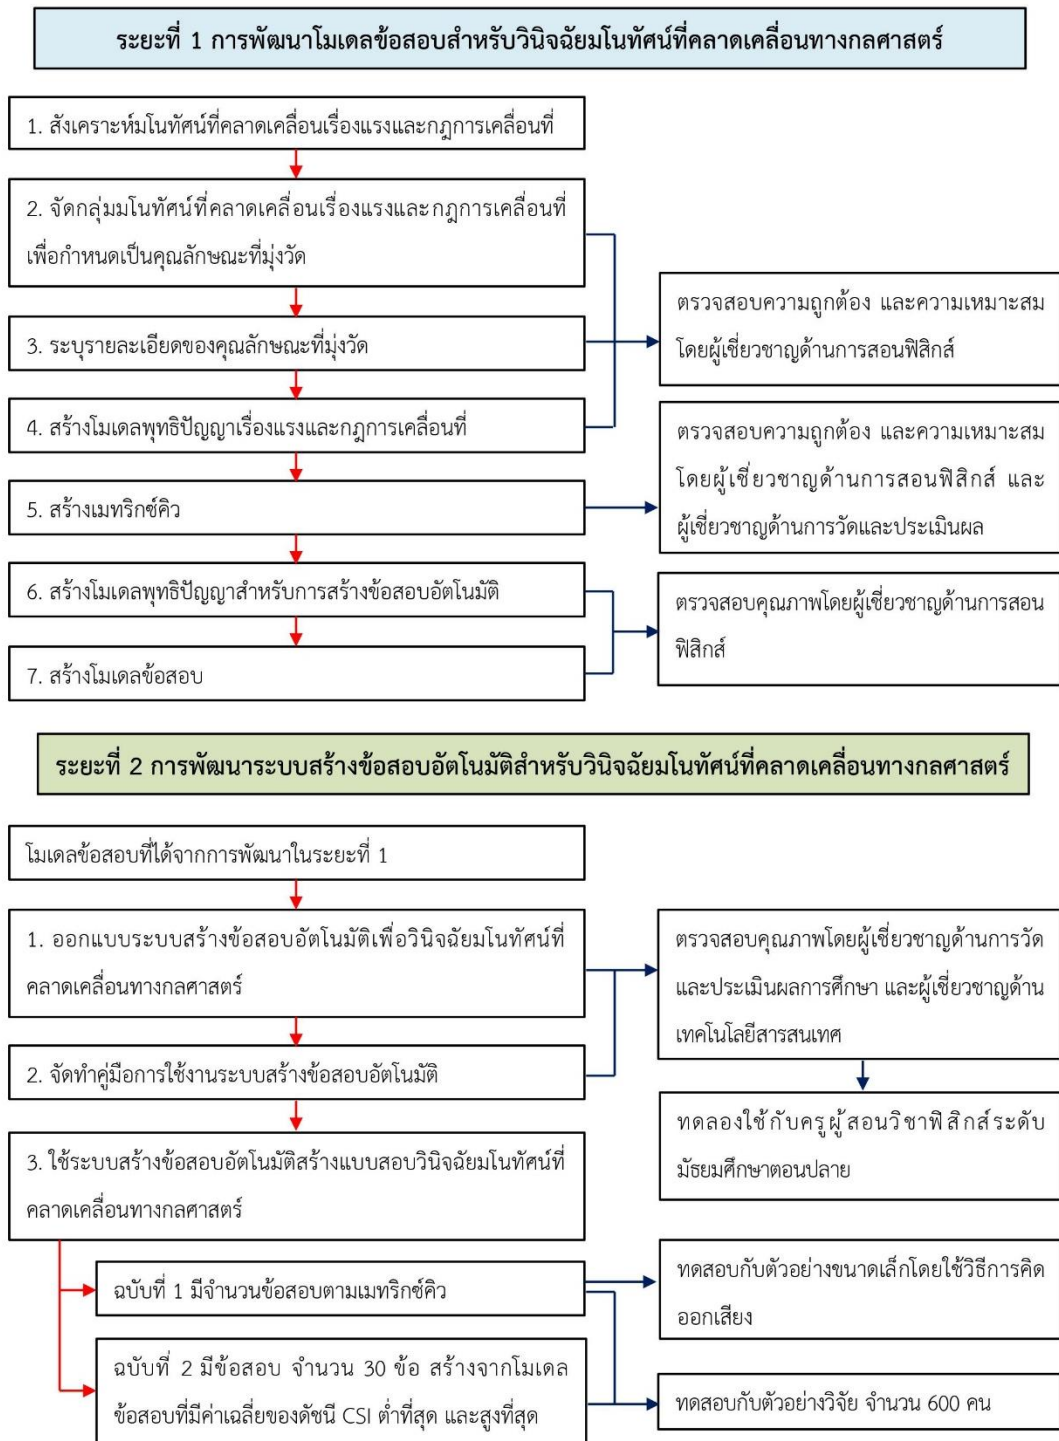 ระยะที่ 1 การพัฒนาโมเดลข้อสอบสำหรับวินิจฉัยมโนทัศน์ที่คลาดเคลื่อนทางกลศาสตร์
1. สังเคราะห์มโนทัศน์ที่คลาดเคลื่อนเรื่องแรงและกฎการเคลื่อนที่
2. จัดกลุ่มมโนทัศน์ที่คลาดเคลื่อนเรื่องแรงและกฎการเคลื่อนที่
เพื่อกำหนดเป็นคุณลักษณะที่มุ่งวัด
3. ระบุรายละเอียดของคุณลักษณะที่มุ่งวัด
4. สร้างโมเดลพุทธิปัญญาเรื่องแรงและกฎการเคลื่อนที่
ตรวจสอบความถูกต้อง และความเหมาะสม
โดยผู้เชี่ยวชาญด้านการสอนฟิสิกส์
5. สร้างเมทริกซ์คิว
ตรวจสอบความถูกต้อง และความเหมาะสม
โดยผู้เชี่ยวชาญด้านการสอนฟิสิกส์ และ
ผู้เชี่ยวชาญด้านการวัดและประเมินผล
6. สร้างโมเดลพุทธิปัญญาสำหรับการสร้างข้อสอบอัตโนมัติ
7. สร้างโมเดลข้อสอบ
ตรวจสอบคุณภาพโดยผู้เชี่ยวชาญด้านการสอน
ฟิสิกส์
ระยะที่ 2 การพัฒนาระบบสร้างข้อสอบอัตโนมัติสำหรับวินิจฉัยมโนทัศน์ที่คลาดเคลื่อนทางกลศาสตร์
โมเดลข้อสอบที่ได้จากการพัฒนาในระยะที่ 1
1. ออกแบบระบบสร้างข้อสอบอัตโนมัติเพื่อวินิจฉัยมโนทัศน์ที่
คลาดเคลื่อนทางกลศาสตร์
2. จัดทำคู่มือการใช้งานระบบสร้างข้อสอบอัตโนมัติ
ตรวจสอบคุณภาพโดยผู้เชี่ยวชาญด้านการวัด
และประเมินผลการศึกษา และผู้เชี่ยวชาญด้าน
เทคโนโลยีสารสนเทศ
ทดลองใช้กับครูผู้สอนวิชาฟิสิกส์ระดับ
มัธยมศึกษาตอนปลาย
3. ใช้ระบบสร้างข้อสอบอัตโนมัติสร้างแบบสอบวินิจฉัยมโนทัศน์ที่
คลาดเคลื่อนทางกลศาสตร์
ฉบับที่ 1 มีจำนวนข้อสอบตามเมทริกซ์คิว
ทดสอบกับตัวอย่างขนาดเล็กโดยใช้วิธีการคิด
ออกเสียง
ฉบับที่ 2 มีข้อสอบ จำนวน 30 ข้อ สร้างจากโมเดล
ข้อสอบที่มีค่าเฉลี่ยของดัชนี CSI ต่ำที่สุด และสูงที่สุด
ทดสอบกับตัวอย่างวิจัย จำนวน 600 คน